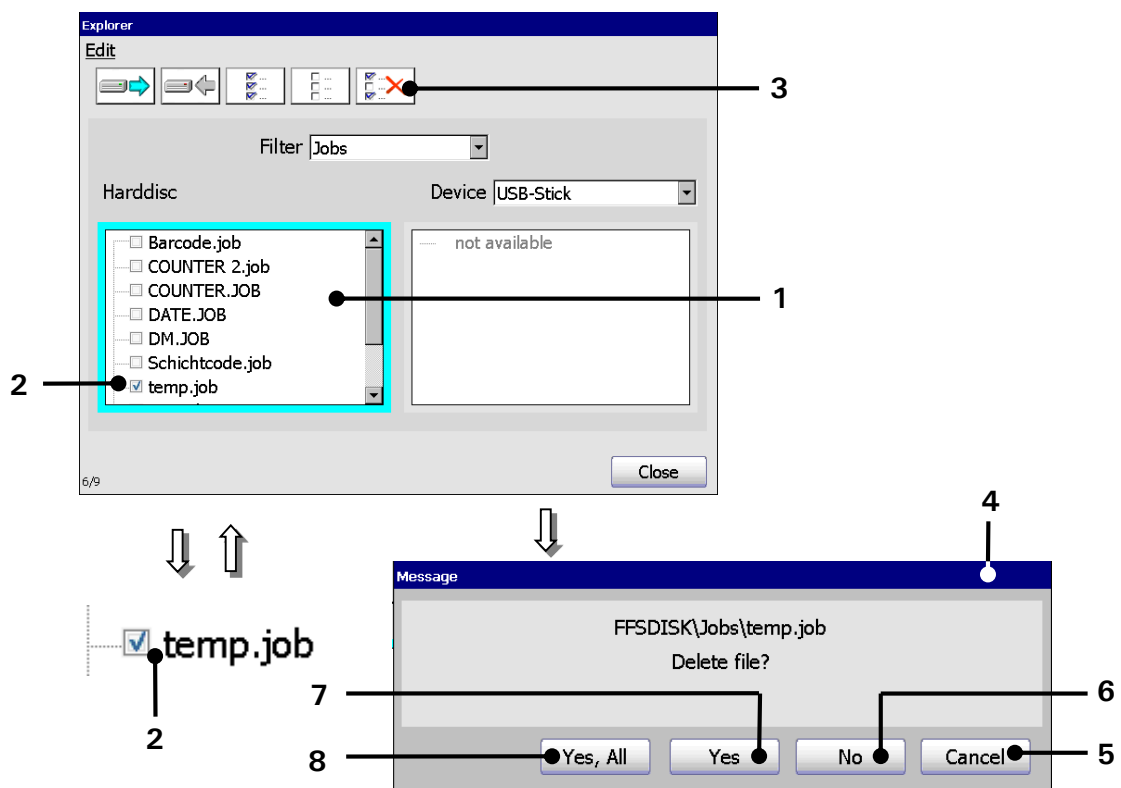 Explorer
Edit
3
Filter Jobs
Harddisc
Device USB-Stick
Barcode.job
COUNTER 2.job
COUNTER.JOB
DATE.JOB
DM.JOB
Schichtcode.job
temp.job
not available
1
2
6/9
Close
4
Message
FFSDISK\Jobs\temp.job
Delete file?
temp.job
2
7
6
8
Yes, All
Yes
No
Cancel
5